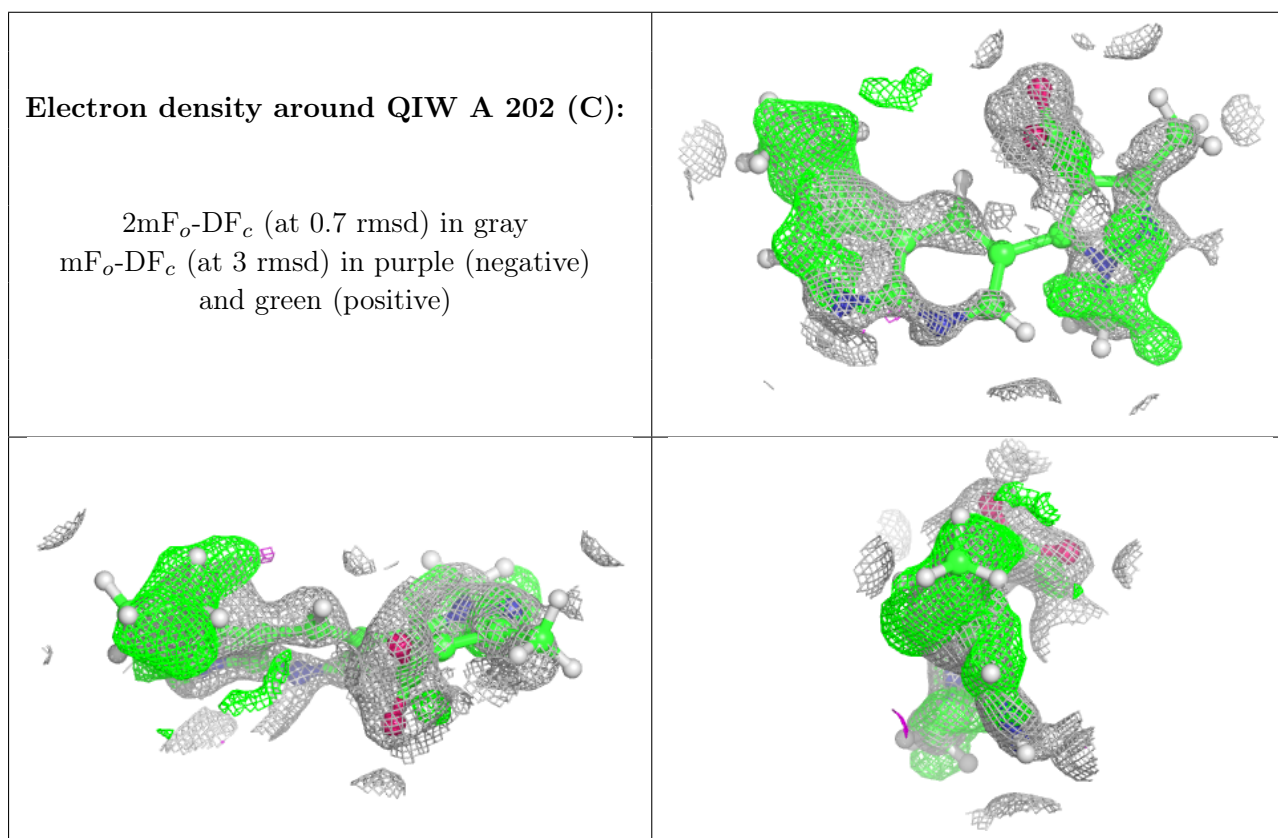 Electron density around QIW A 202 (C):
2mFo-DFc (at 0.7 rmsd) in gray
mFo-DFc (at 3 rmsd) in purple (negative)
and green (positive)